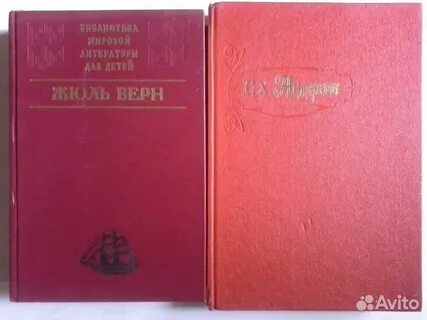 БИБЛИОТЕКА
МИРОВОЙ
ЛИТЕРАТУРЫ
ДЛЯ ДЕТЕЙ
ЖЮЛЬ ВЕРН
Г. Х. Андерсен
Avito